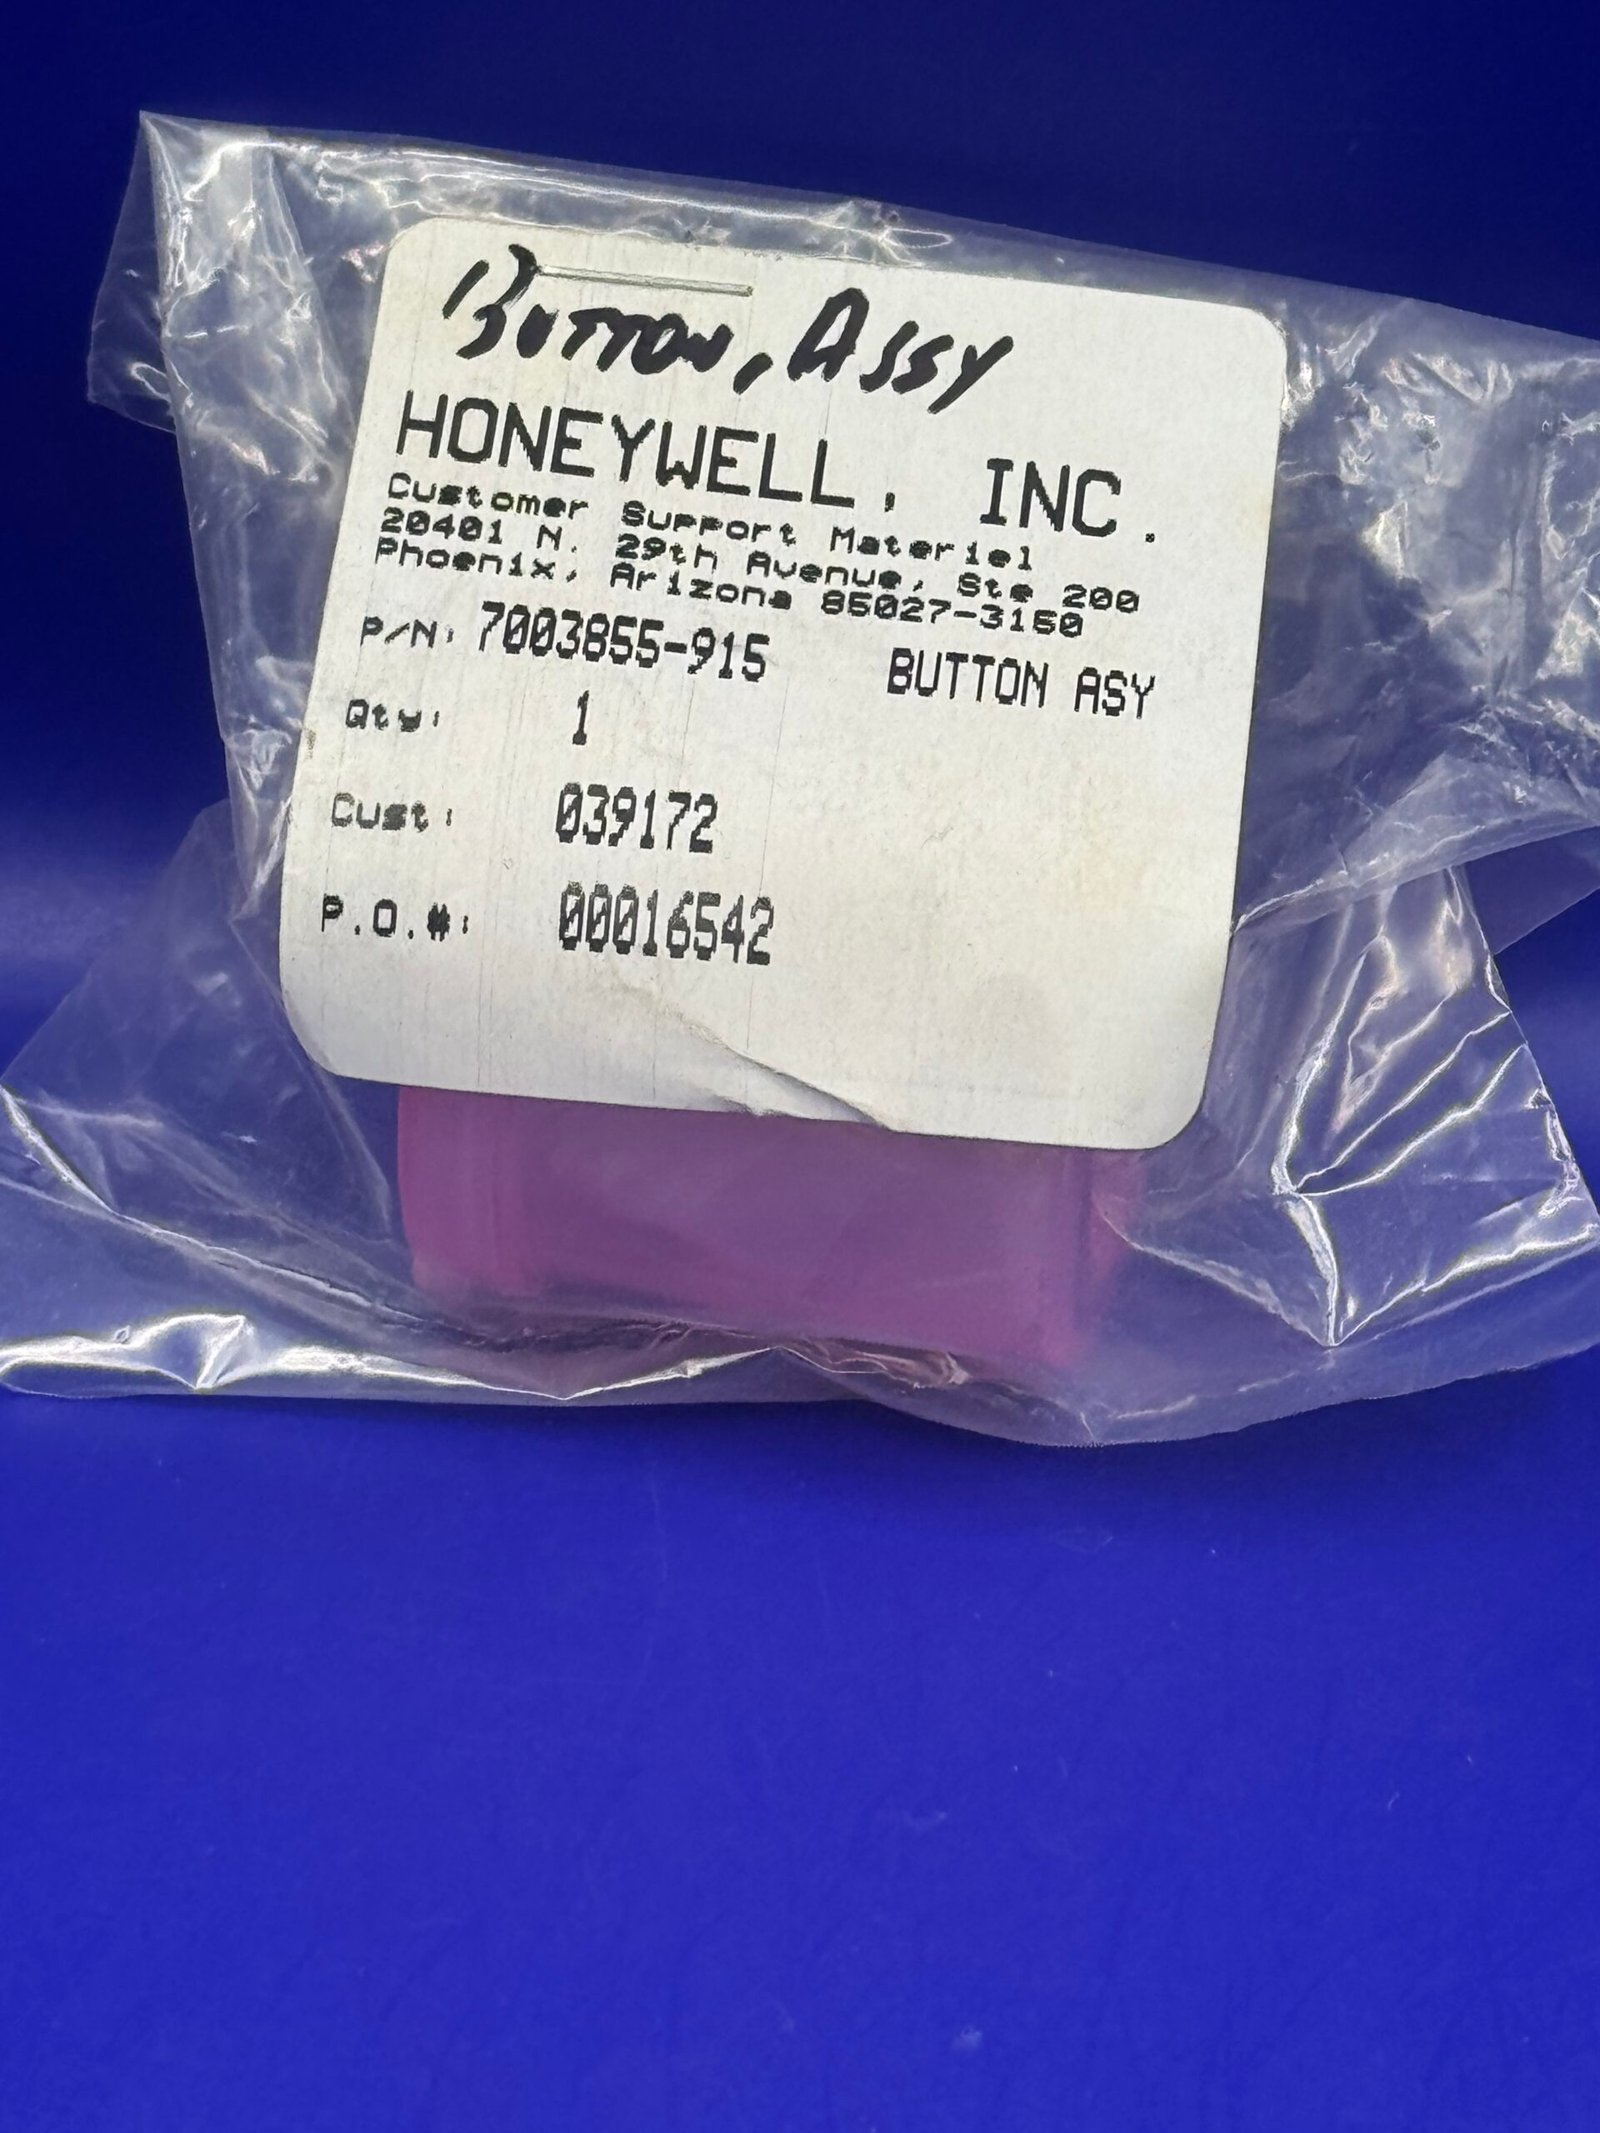 Button, Assy
HONEYWELL, INC.
Customer Support Materiel
20401 N. 29th Avenue, Ste 200
Phoenix, Arizona 85027-3150
P/N: 7003855-915 BUTTON ASY
Qty: 1
Cust: 039172
P.O.#: 00016542